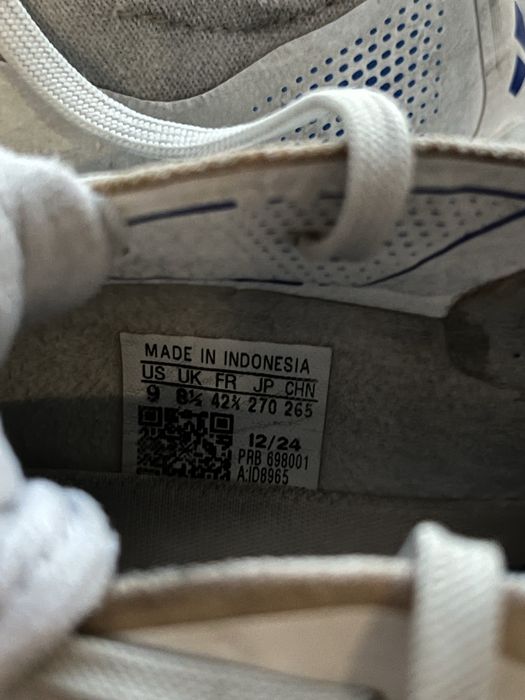 MADE IN INDONESIA
US UK FR JP CHN
9 8½ 42⅔ 270 265
12/24
PRB 698001
A:ID8965